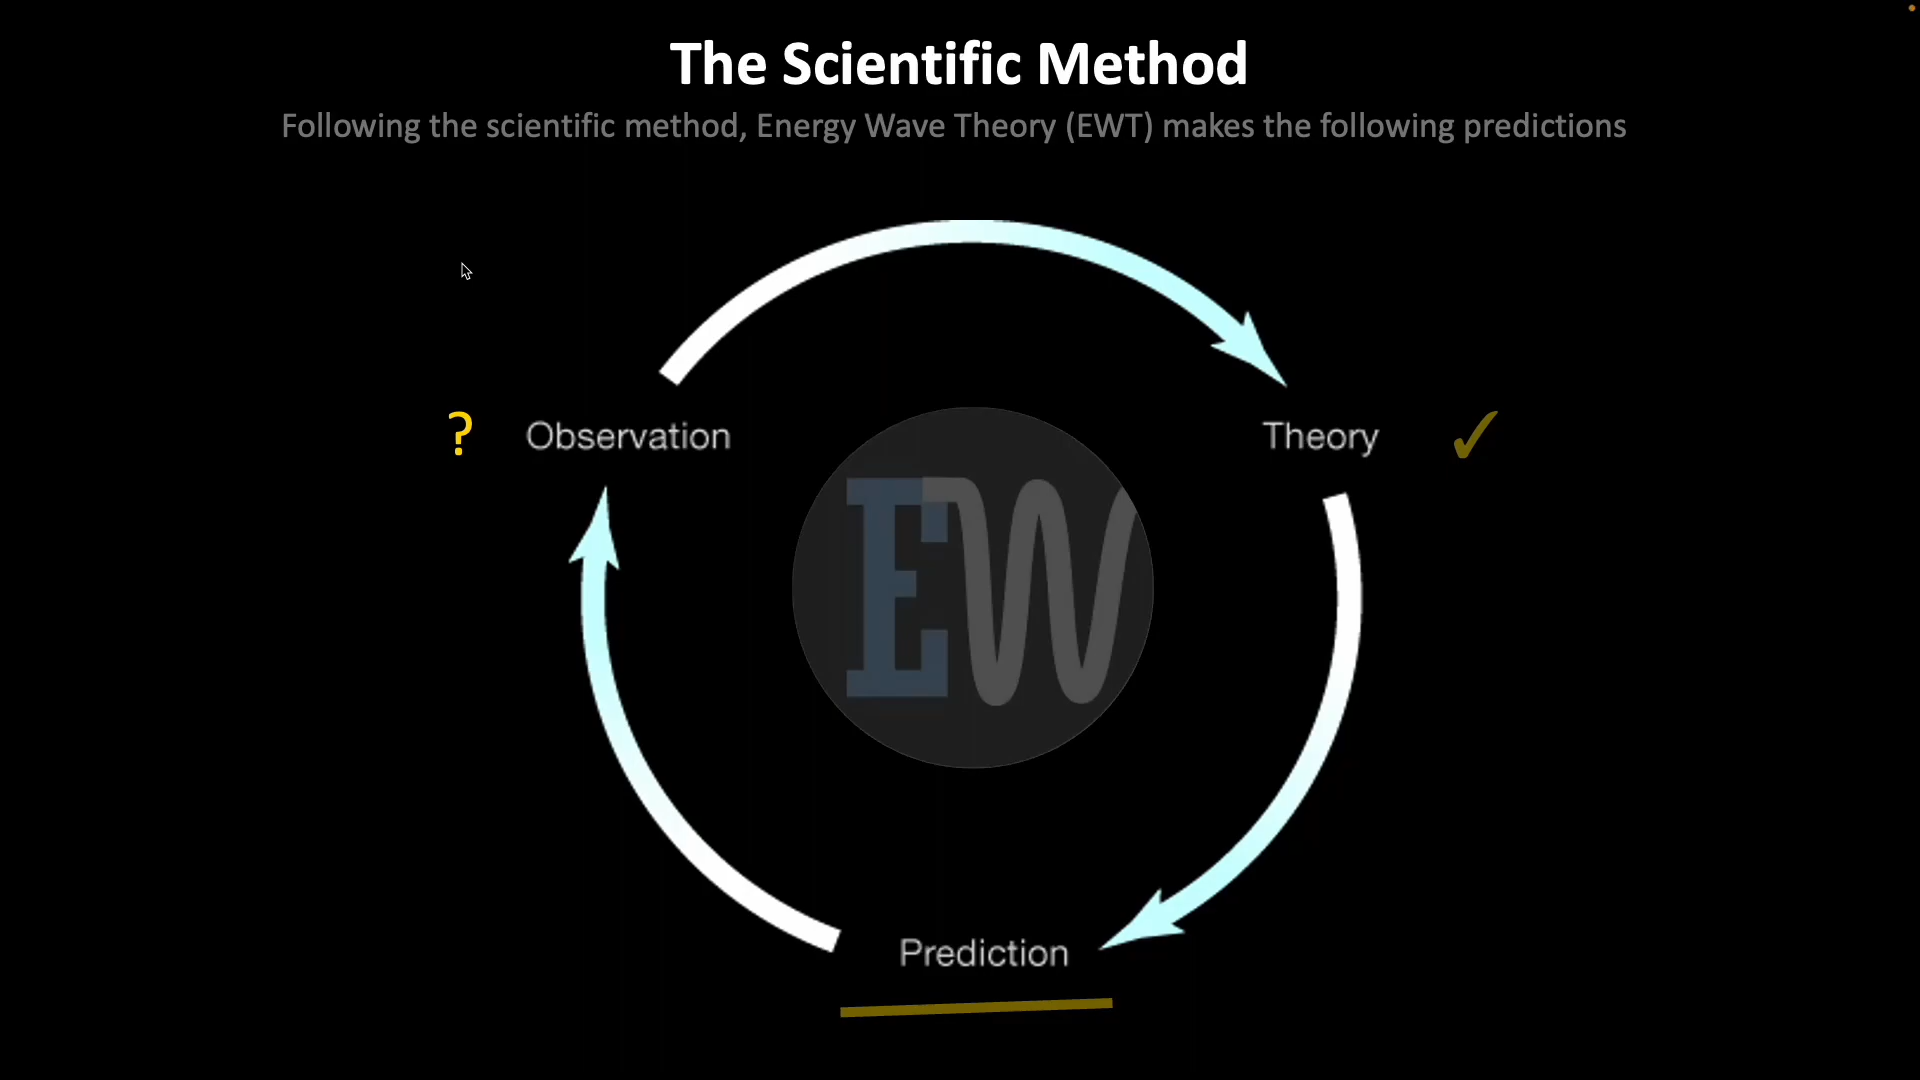 The Scientific Method
Following the scientific method, Energy Wave Theory (EWT) makes the following predictions
? Observation
Theory ✓
EW
Prediction